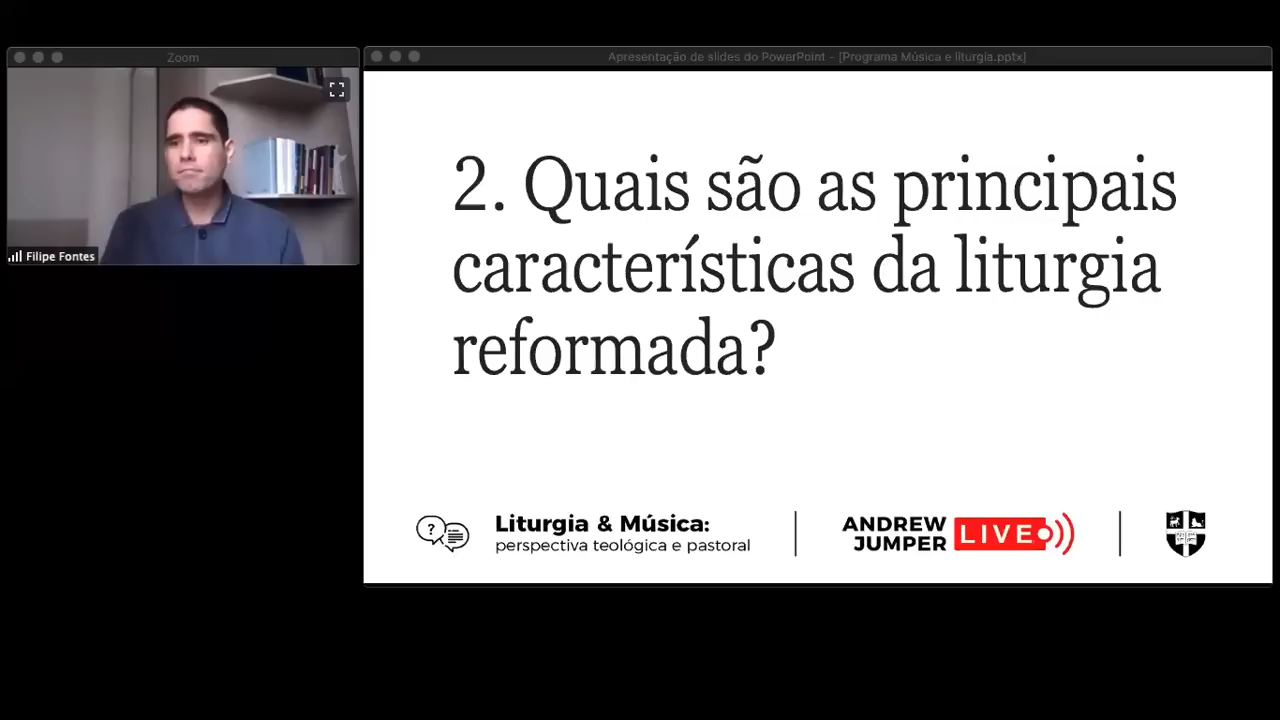 Zoom
Filipe Fontes
Apresentação de slides do PowerPoint - [Programa Música e liturgia.pptx]
2. Quais são as principais
características da liturgia
reformada?
Liturgia & Música:
perspectiva teológica e pastoral
ANDREW
JUMPER
LIVE